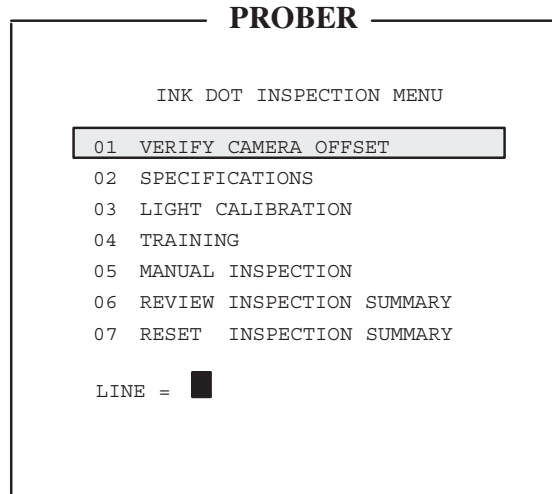 PROBER
INK DOT INSPECTION MENU
01 VERIFY CAMERA OFFSET
02 SPECIFICATIONS
03 LIGHT CALIBRATION
04 TRAINING
05 MANUAL INSPECTION
06 REVIEW INSPECTION SUMMARY
07 RESET INSPECTION SUMMARY
LINE =